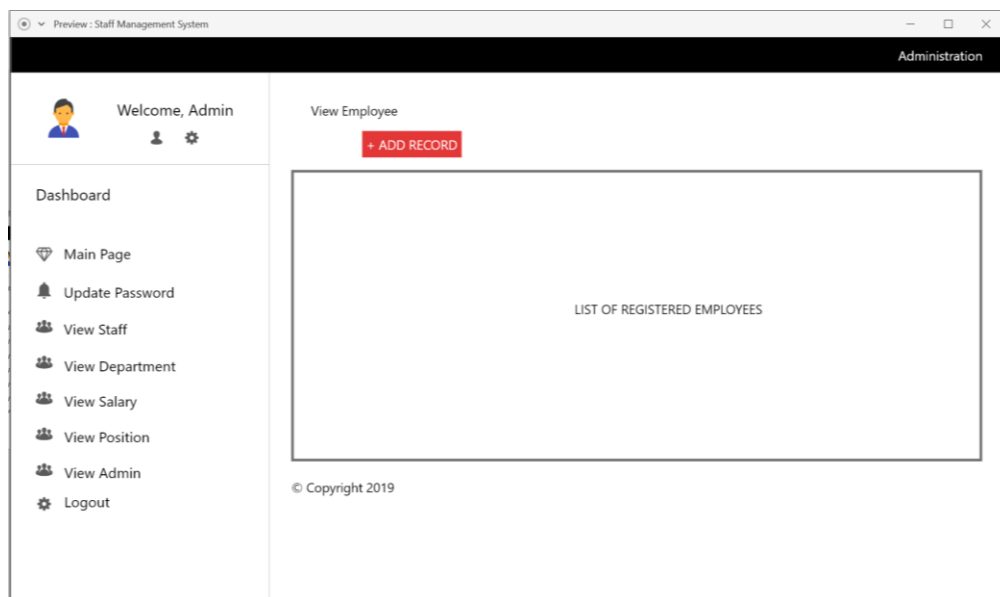 Preview : Staff Management System
Administration
Welcome, Admin
Dashboard
Main Page
Update Password
View Staff
View Department
View Salary
View Position
View Admin
Logout
View Employee
+ ADD RECORD
LIST OF REGISTERED EMPLOYEES
© Copyright 2019